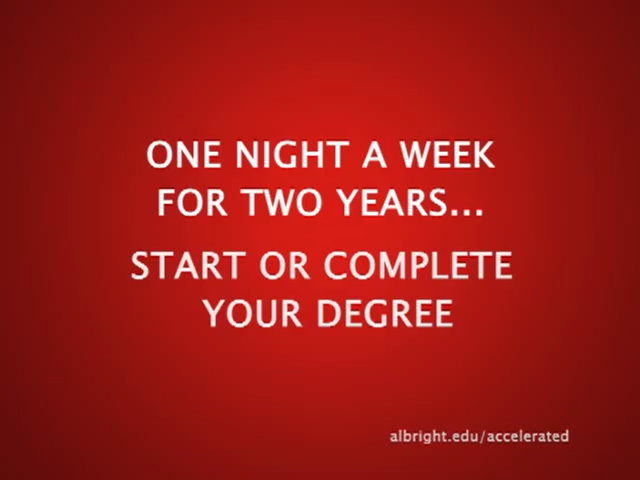 ONE NIGHT A WEEK
FOR TWO YEARS...
START OR COMPLETE
YOUR DEGREE
albright.edu/accelerated